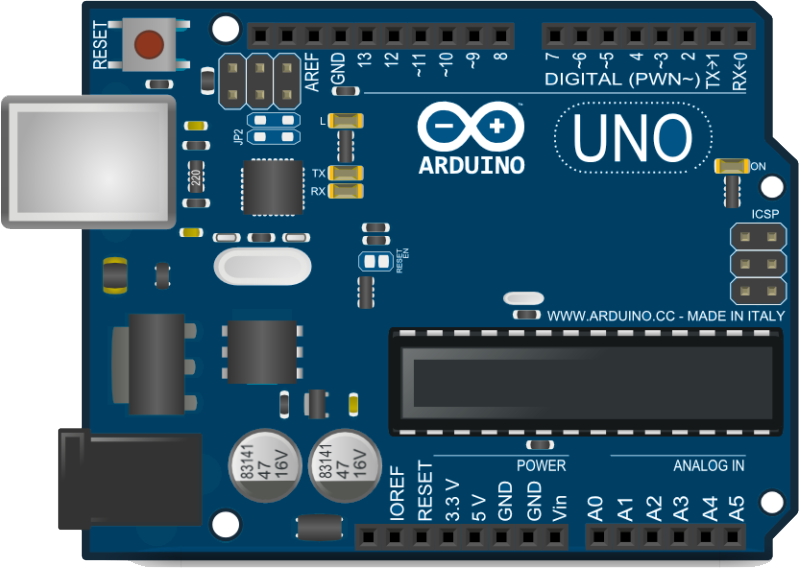 RESET
AREF
GND
13
12
~11
~10
~9
8
7
~6
~5
4
~3
2
TX→1
RX←0
DIGITAL (PWN~)
JP2
L
TX
RX
220
™
ARDUINO
UNO
ON
ICSP
RESET
EN
WWW.ARDUINO.CC - MADE IN ITALY
83141
47
16V
83141
47
16V
POWER
ANALOG IN
IOREF
RESET
3.3 V
5 V
GND
GND
Vin
A0
A1
A2
A3
A4
A5